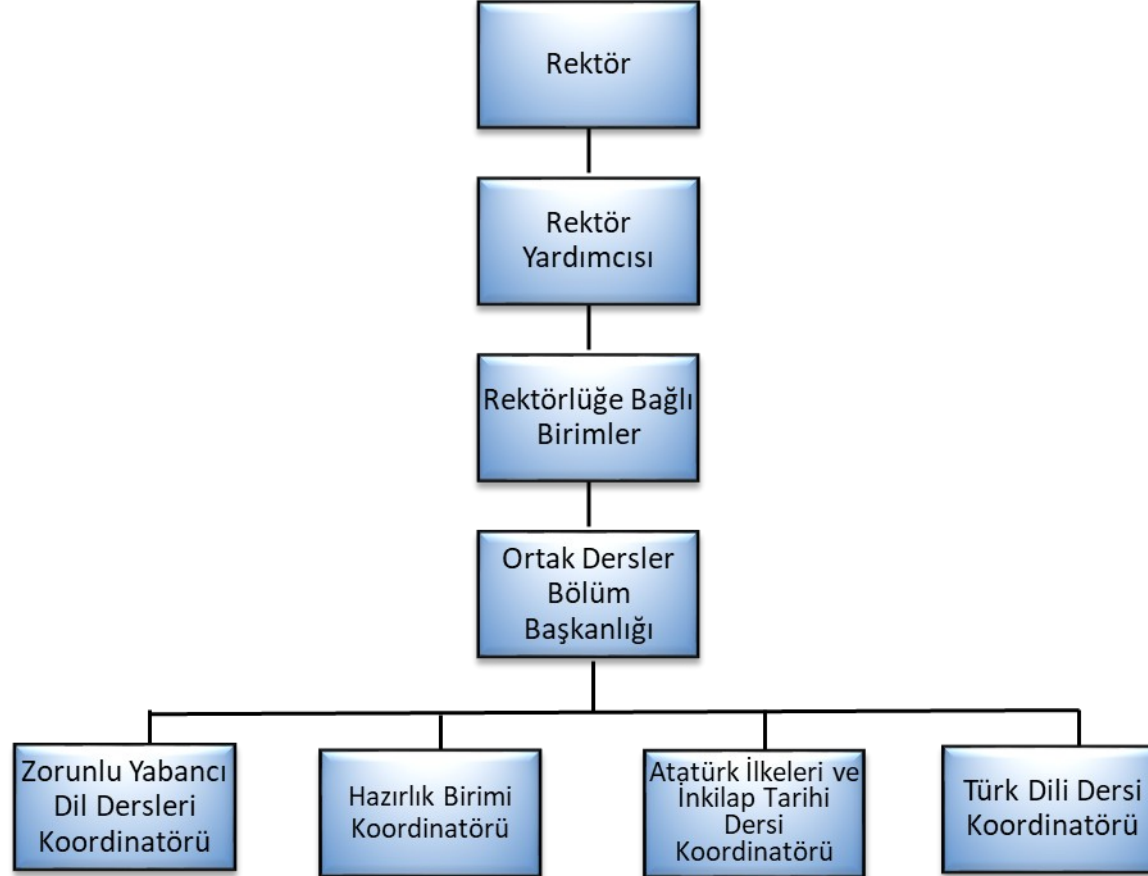 Rektör
Rektör
Yardımcısı
Rektörlüğe Bağlı
Birimler
Ortak Dersler
Bölüm
Başkanlığı
Zorunlu Yabancı
Dil Dersleri
Koordinatörü
Hazırlık Birimi
Koordinatörü
Atatürk İlkeleri ve
İnkilap Tarihi
Dersi
Koordinatörü
Türk Dili Dersi
Koordinatörü